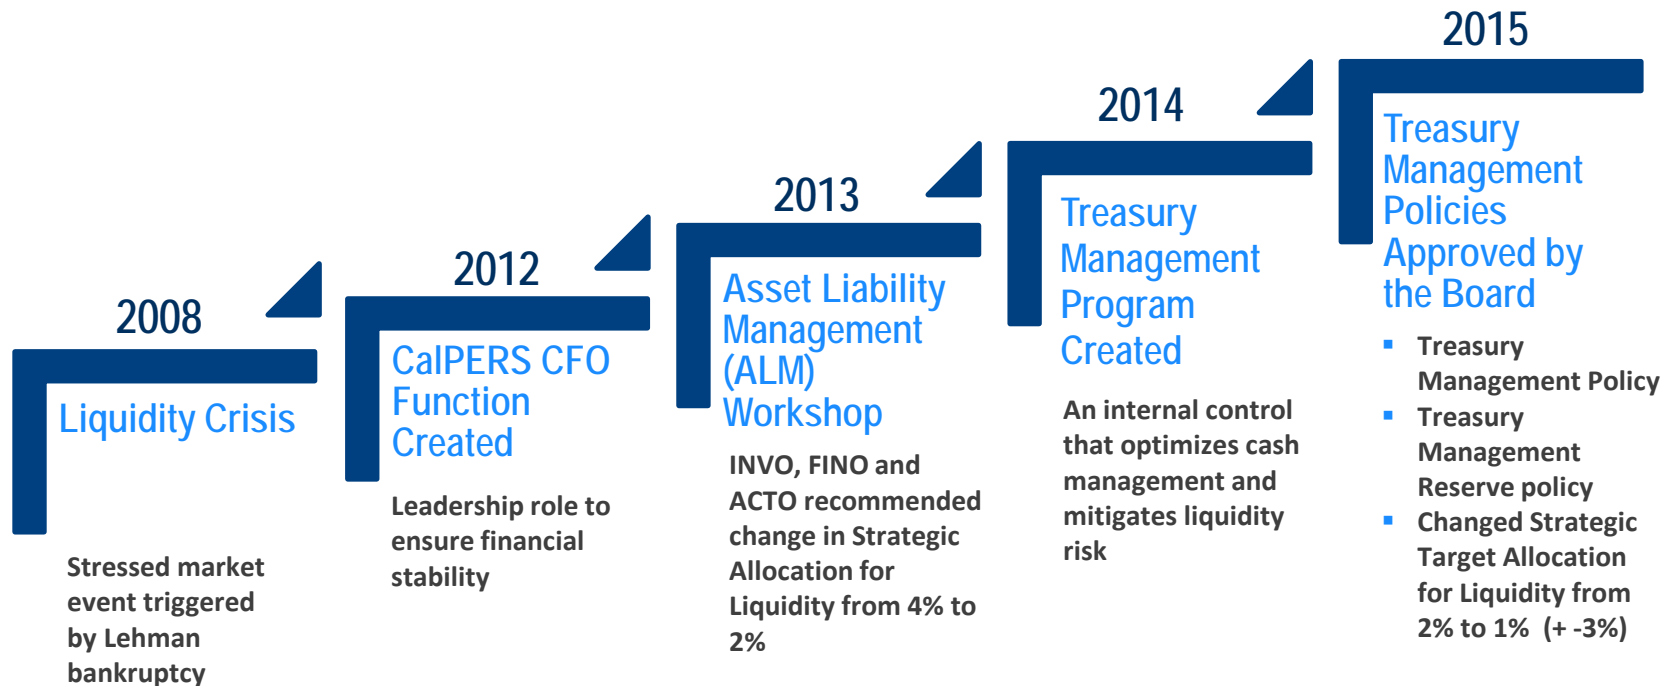 2008
Liquidity Crisis
Stressed market
event triggered
by Lehman
bankruptcy
2012
CalPERS CFO
Function
Created
Leadership role to
ensure financial
stability
2013
Asset Liability
Management
(ALM)
Workshop
INVO, FINO and
ACTO recommended
change in Strategic
Allocation for
Liquidity from 4% to
2%
2014
Treasury
Management
Program
Created
An internal control
that optimizes cash
management and
mitigates liquidity
risk
2015
Treasury
Management
Policies
Approved by
the Board
▪ Treasury
Management Policy
▪ Treasury
Management
Reserve policy
▪ Changed Strategic
Target Allocation
for Liquidity from
2% to 1% (+ -3%)